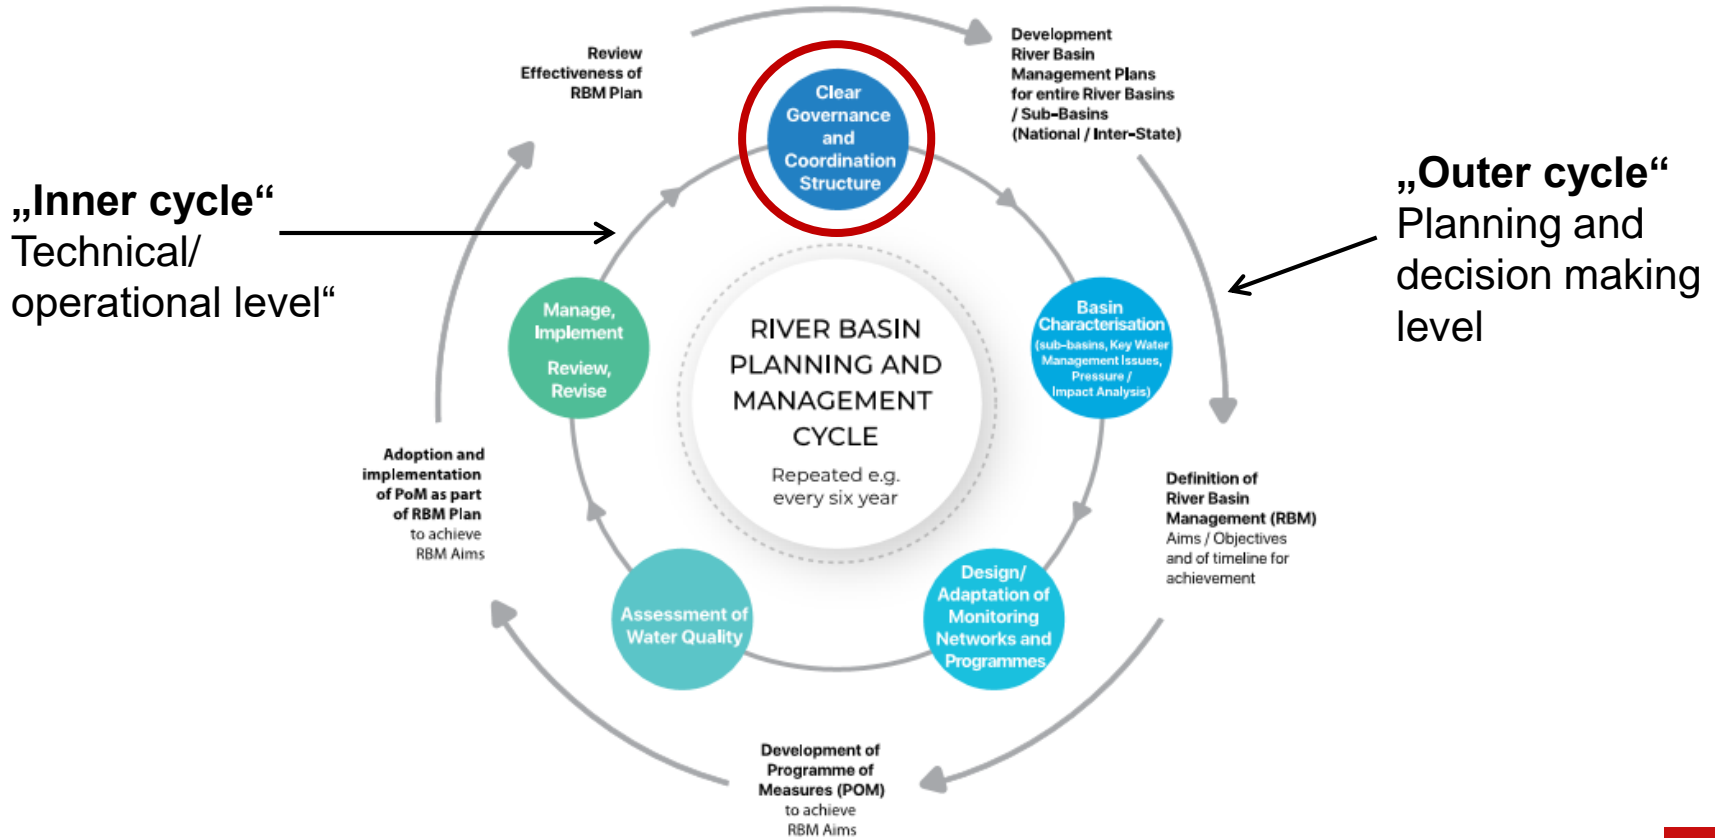 Review
Effectiveness of
RBM Plan
Development
River Basin
Management Plans
for entire River Basins
/ Sub-Basins
(National / Inter-State)
Clear
Governance
and
Coordination
Structure
„Inner cycle“
Technical/
operational level“
„Outer cycle“
Planning and
decision making
level
Manage,
Implement
Review,
Revise
RIVER BASIN
PLANNING AND
MANAGEMENT
CYCLE
Repeated e.g.
every six year
Basin
Characterisation
(sub-basins, Key Water
Management Issues,
Pressure /
Impact Analysis)
Adoption and
implementation
of PoM as part
of RBM Plan
to achieve
RBM Aims
Definition of
River Basin
Management (RBM)
Aims / Objectives
and of timeline for
achievement
Assessment of
Water Quality
Design/
Adaptation of
Monitoring
Networks and
Programmes
Development of
Programme of
Measures (POM)
to achieve
RBM Aims